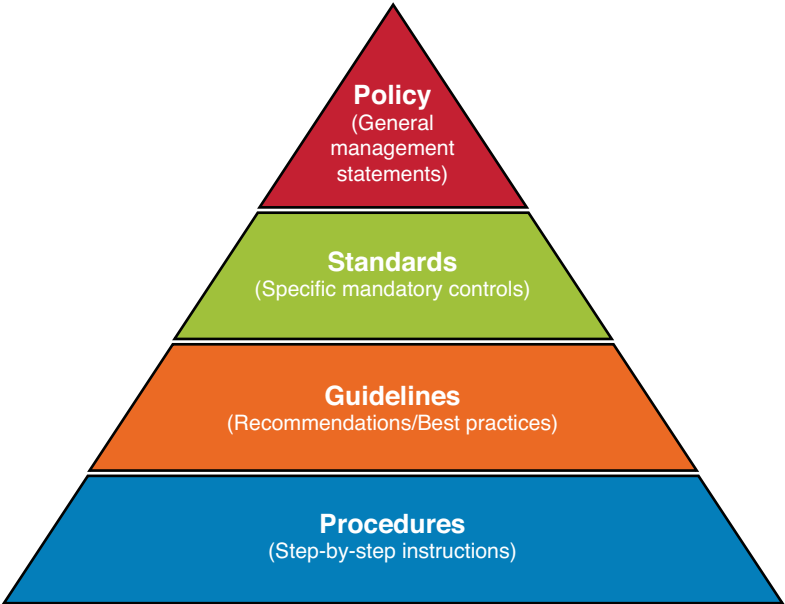 Policy
(General
management
statements)
Standards
(Specific mandatory controls)
Guidelines
(Recommendations/Best practices)
Procedures
(Step-by-step instructions)